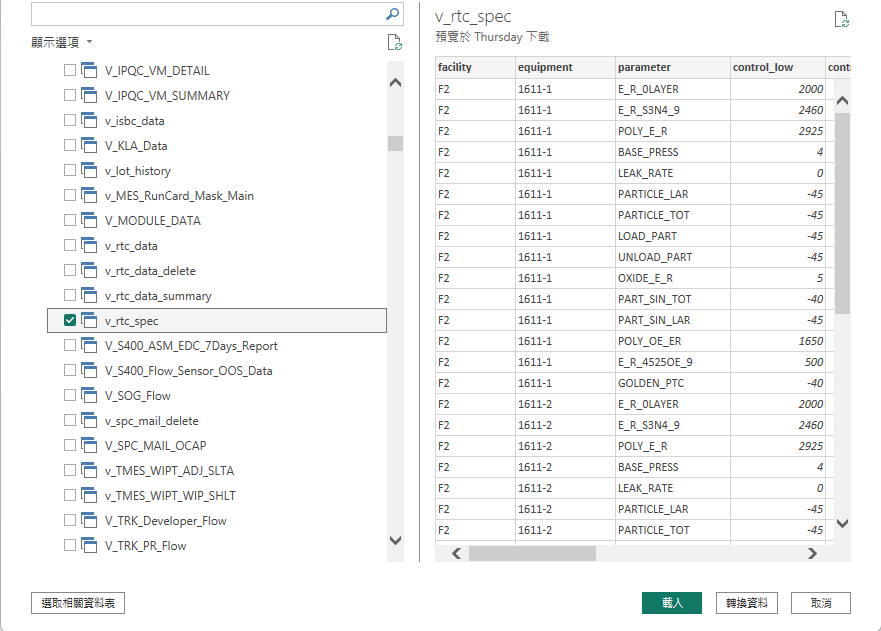 顯示選項
V_IPQC_VM_DETAIL
V_IPQC_VM_SUMMARY
v_isbc_data
V_KLA_Data
v_lot_history
v_MES_RunCard_Mask_Main
V_MODULE_DATA
v_rtc_data
v_rtc_data_delete
v_rtc_data_summary
v_rtc_spec
V_S400_ASM_EDC_7Days_Report
V_S400_Flow_Sensor_OOS_Data
V_SOG_Flow
v_spc_mail_delete
V_SPC_MAIL_OCAP
v_TMES_WIPT_ADJ_SLTA
v_TMES_WIPT_WIP_SHLT
V_TRK_Developer_Flow
V_TRK_PR_Flow
v_rtc_spec
預覽於 Thursday 下載
facility equipment parameter control_low cont
F2 1611-1 E_R_0LAYER 2000
F2 1611-1 E_R_S3N4_9 2460
F2 1611-1 POLY_E_R 2925
F2 1611-1 BASE_PRESS 4
F2 1611-1 LEAK_RATE 0
F2 1611-1 PARTICLE_LAR -45
F2 1611-1 PARTICLE_TOT -45
F2 1611-1 LOAD_PART -45
F2 1611-1 UNLOAD_PART -45
F2 1611-1 OXIDE_E_R 5
F2 1611-1 PART_SIN_TOT -40
F2 1611-1 PART_SIN_LAR -45
F2 1611-1 POLY_OE_ER 1650
F2 1611-1 E_R_4525OE_9 500
F2 1611-1 GOLDEN_PTC -40
F2 1611-2 E_R_0LAYER 2000
F2 1611-2 E_R_S3N4_9 2460
F2 1611-2 POLY_E_R 2925
F2 1611-2 BASE_PRESS 4
F2 1611-2 LEAK_RATE 0
F2 1611-2 PARTICLE_LAR -45
F2 1611-2 PARTICLE_TOT -45
選取相關資料表
載入 轉換資料 取消